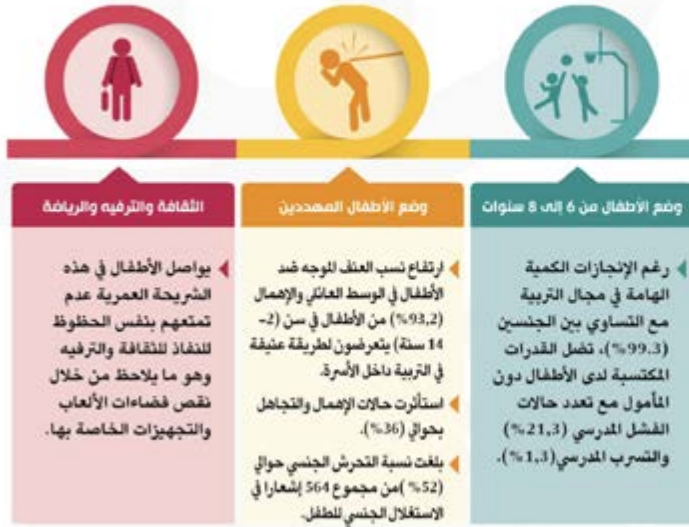 وضع الأطفال من 6 إلى 8 سنوات
رغم الإنجازات الكمية
الهامة في مجال التربية
مع التساوي بين الجنسين
(99.3%)، تضل القدرات
المكتسبة لدى الأطفال دون
المأمول مع تعدد حالات
الفشل المدرسي (21,3%)
والتسرب المدرسي(1,3%).
وضع الأطفال المهددين
ارتفاع نسب العنف الموجه ضد
الأطفال في الوسط العائلي والإهمال
(93,2%) من الأطفال في سن (2-
14 سنة) يتعرضون لطريقة عنيفة
في التربية داخل الأسرة.
استأثرت حالات الإهمال والتجاهل
بحوالي (36%).
بلغت نسبة التحرش الجنسي حوالي
(52% )من مجموع 564 إشعارا في
الاستغلال الجنسي للطفل.
الثقافة والترفيه والرياضة
يواصل الأطفال في هذه
الشريحة العمرية عدم
تمتعهم بنفس الحظوظ
للنفاذ للثقافة والترفيه
وهو ما يلاحظ من خلال
نقص فضاءات الألعاب
والتجهيزات الخاصة بها.